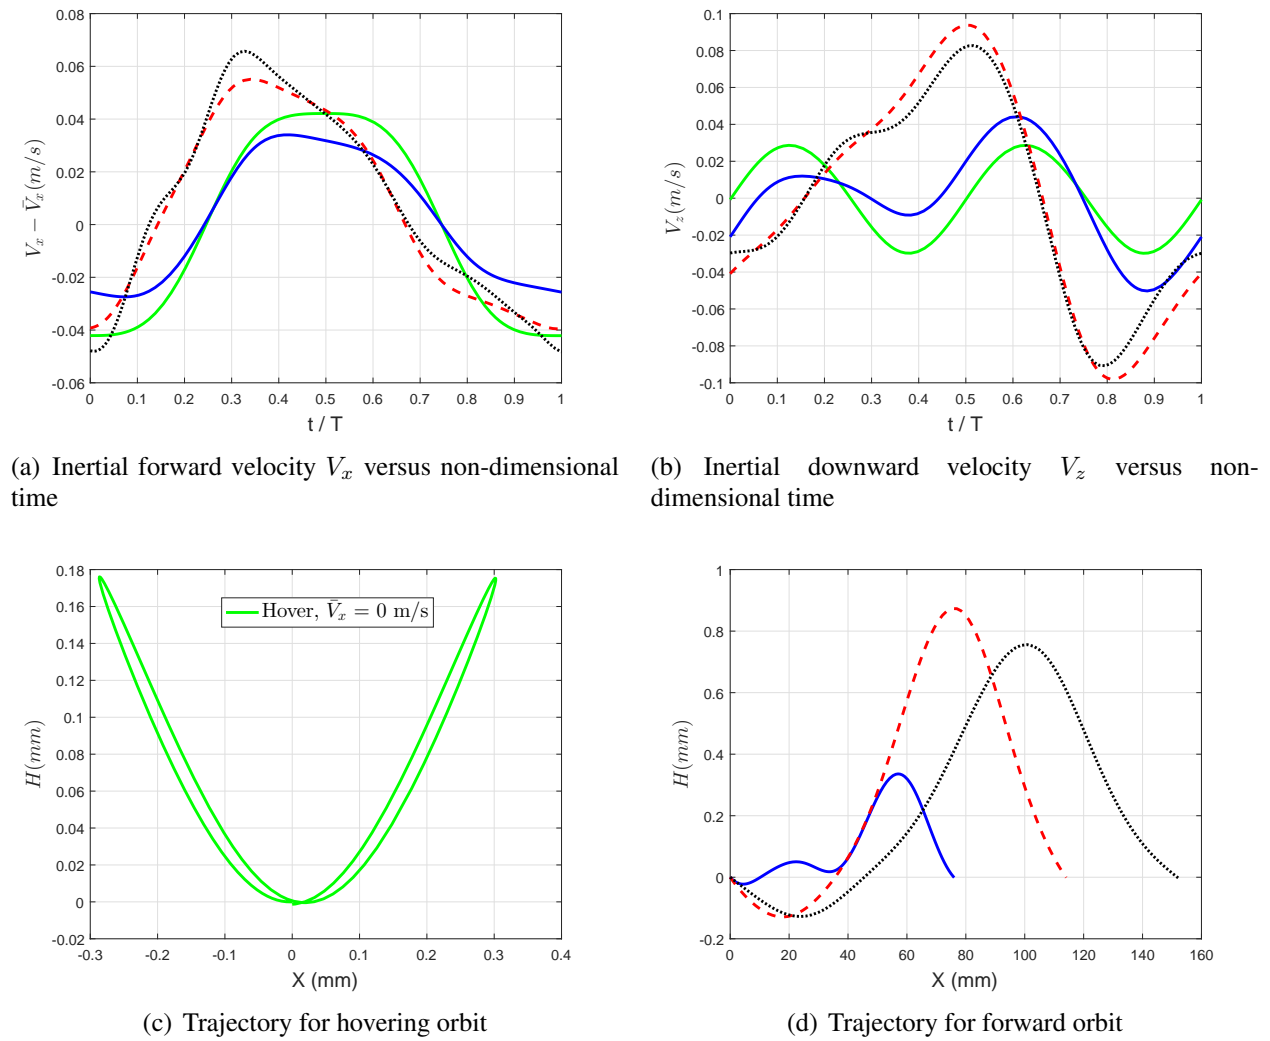 0.08
0.06
0.04
0.02
0
-0.02
-0.04
-0.06
V_x − V̄_x (m/s)
0 0.1 0.2 0.3 0.4 0.5 0.6 0.7 0.8 0.9 1
t / T
0.1
0.08
0.06
0.04
0.02
0
-0.02
-0.04
-0.06
-0.08
-0.1
V_z (m/s)
0 0.1 0.2 0.3 0.4 0.5 0.6 0.7 0.8 0.9 1
t / T
(a) Inertial forward velocity V_x versus non-dimensional
time
(b) Inertial downward velocity V_z versus non-
dimensional time
0.18
0.16
0.14
0.12
0.1
0.08
0.06
0.04
0.02
0
-0.02
H(mm)
Hover, V̄_x = 0 m/s
-0.3 -0.2 -0.1 0 0.1 0.2 0.3 0.4
X (mm)
1
0.8
0.6
0.4
0.2
0
-0.2
H(mm)
0 20 40 60 80 100 120 140 160
X (mm)
(c) Trajectory for hovering orbit
(d) Trajectory for forward orbit